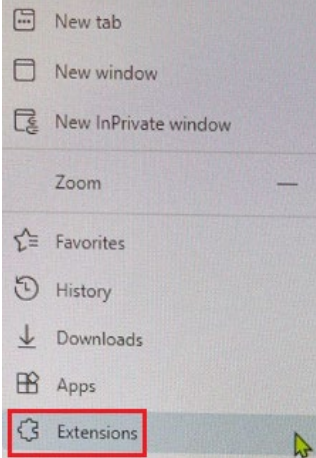 New tab
New window
New InPrivate window
Zoom
Favorites
History
Downloads
Apps
Extensions